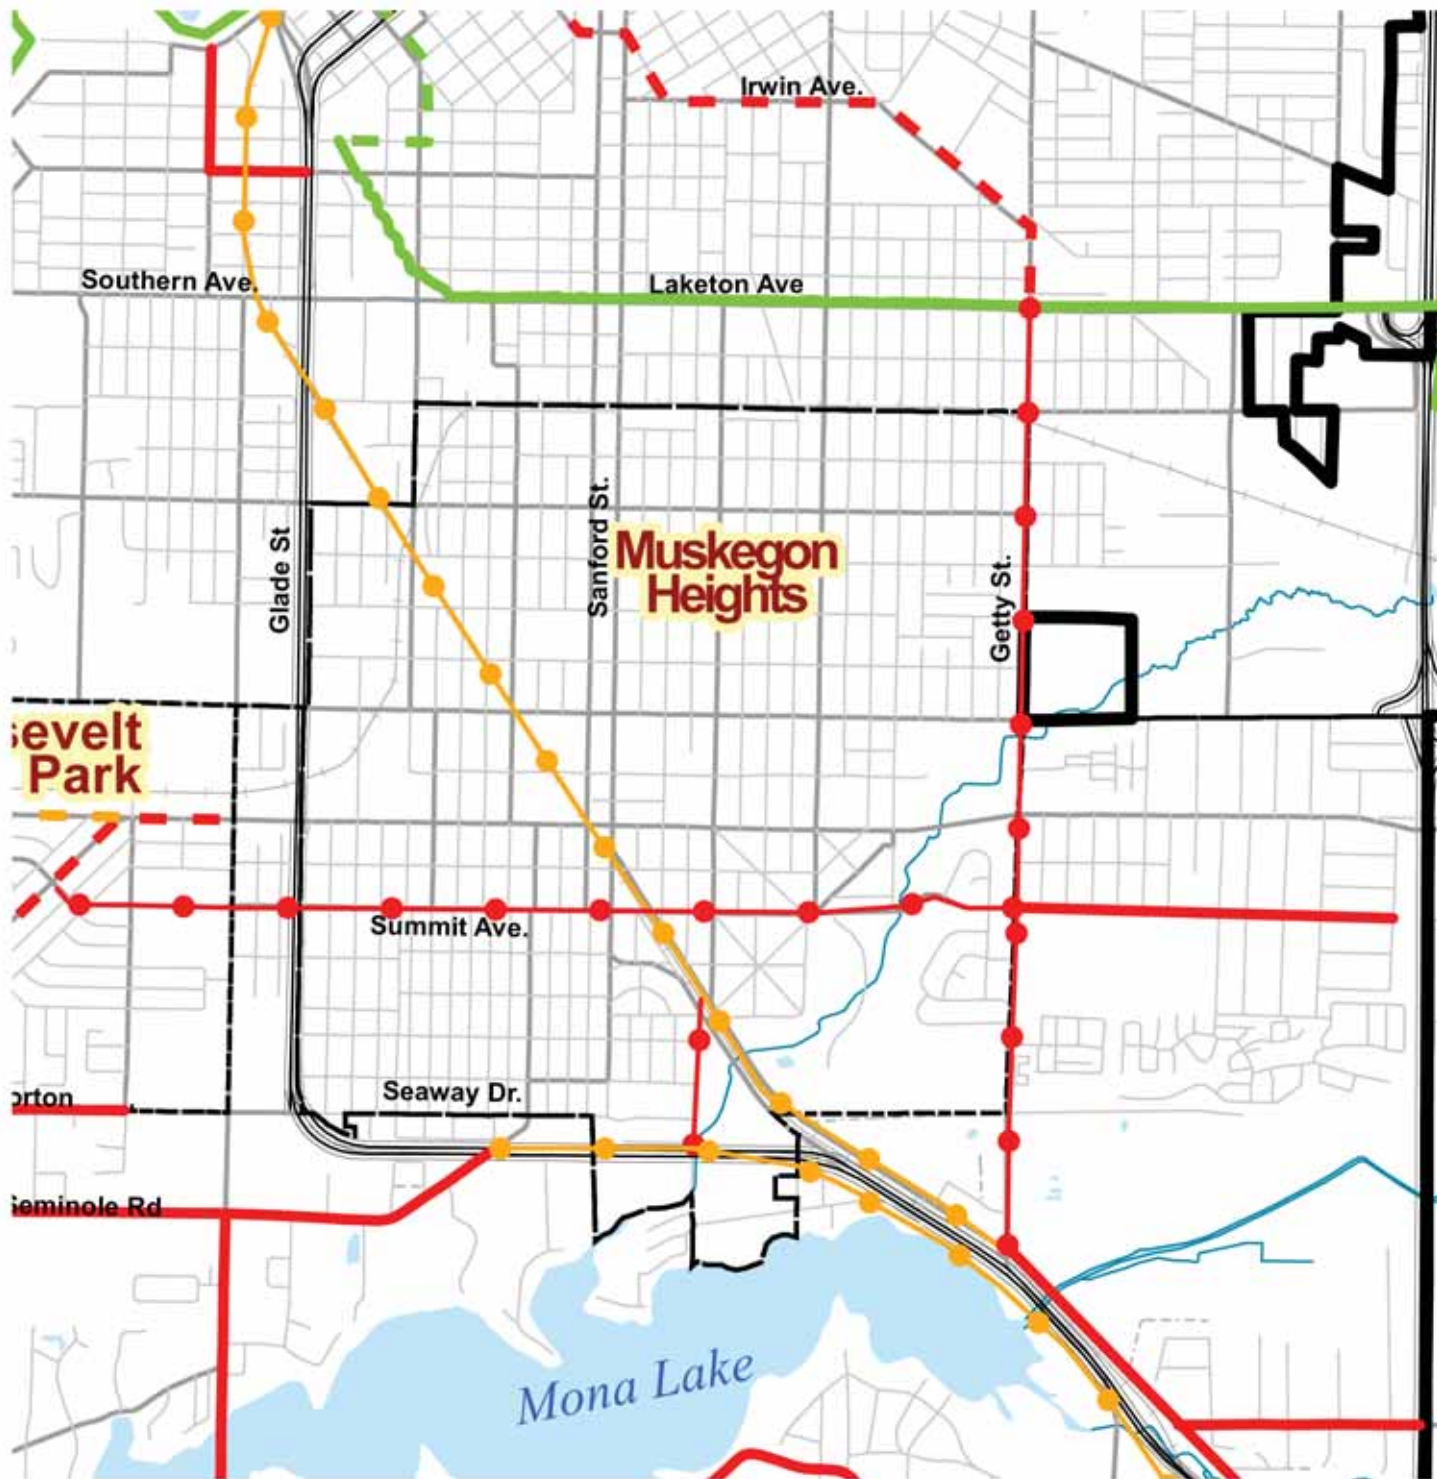 Irwin Ave.
Southern Ave.
Laketon Ave
Glade St
Sanford St.
Muskegon
Heights
Getty St.
sevelt
Park
Summit Ave.
Seaway Dr.
orton
Seminole Rd
Mona Lake